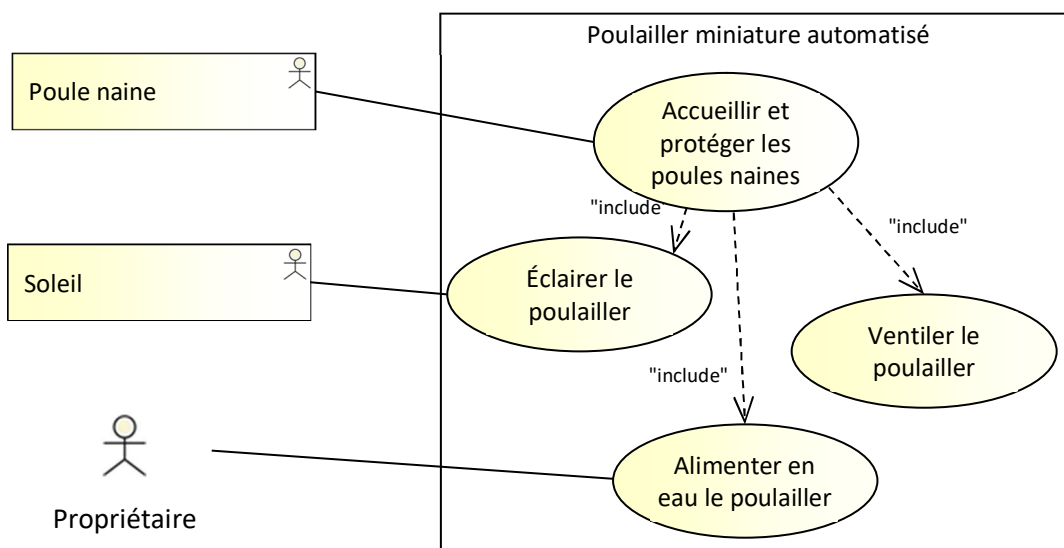 Poulailler miniature automatisé
Poule naine
Accueillir et
protéger les
poules naines
"include
"include"
Soleil
Éclairer le
poulailler
Ventiler le
poulailler
"include"
Alimenter en
eau le poulailler
Propriétaire